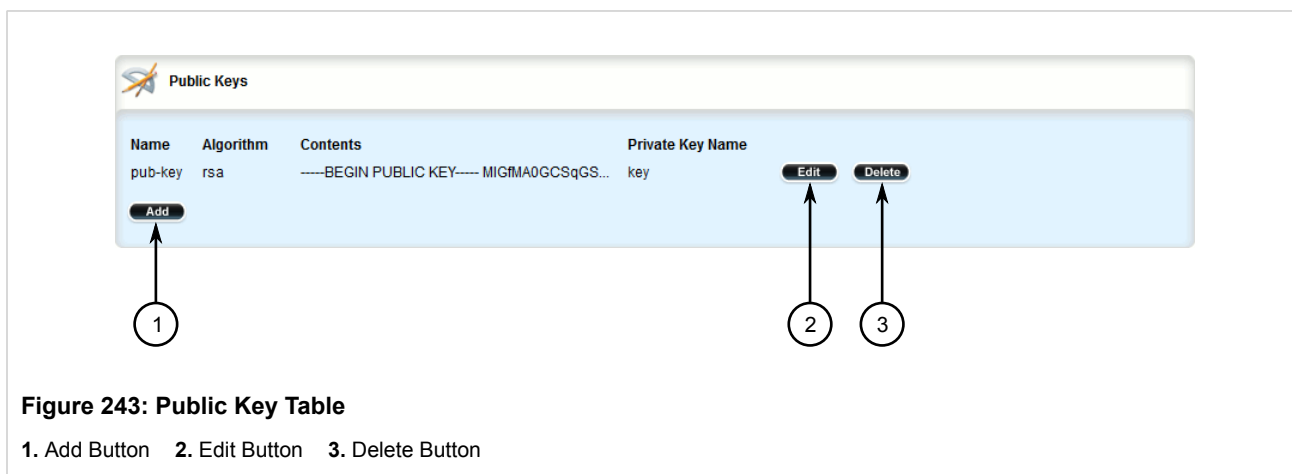 Public Keys
Name Algorithm Contents Private Key Name
pub-key rsa -----BEGIN PUBLIC KEY----- MIGfMA0GCSqGS... key Edit Delete
Add
1 2 3
Figure 243: Public Key Table
1. Add Button 2. Edit Button 3. Delete Button